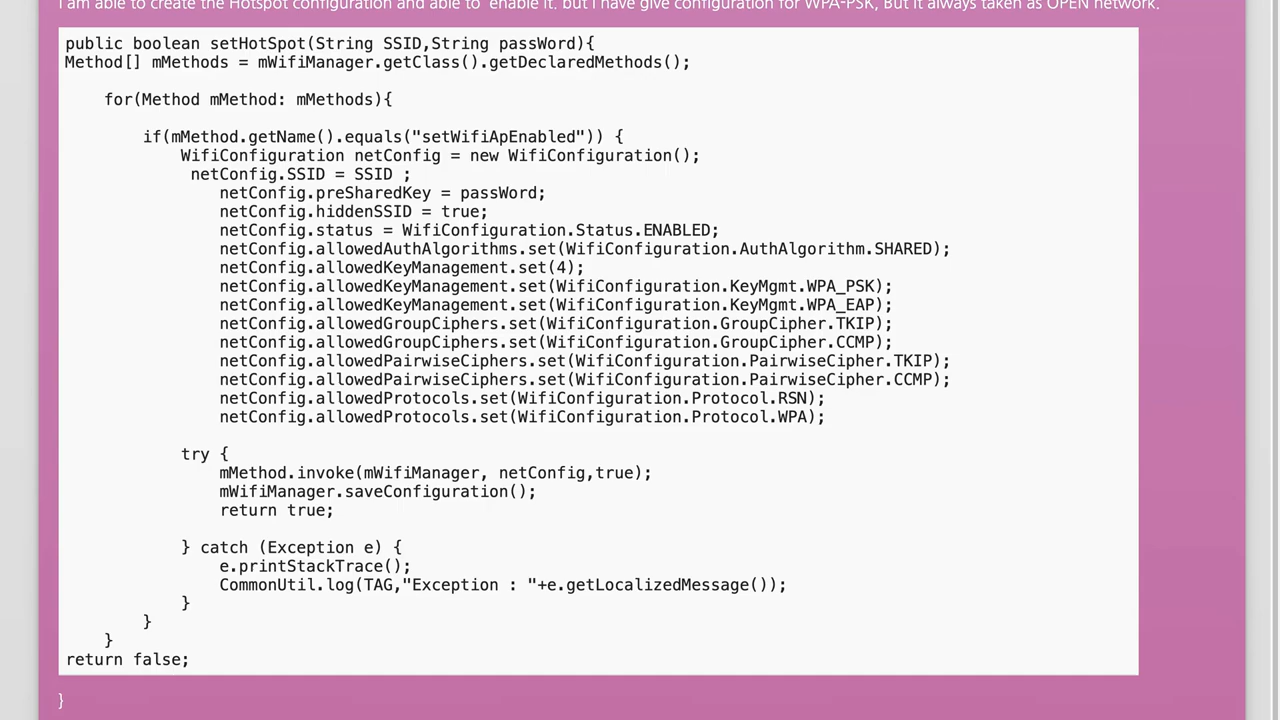 I am able to create the Hotspot configuration and able to enable it. but I have give configuration for WPA-PSK, But it always taken as OPEN network.
public boolean setHotSpot(String SSID,String passWord){
Method[] mMethods = mWifiManager.getClass().getDeclaredMethods();
for(Method mMethod: mMethods){
if(mMethod.getName().equals("setWifiApEnabled")) {
WifiConfiguration netConfig = new WifiConfiguration();
netConfig.SSID = SSID ;
netConfig.preSharedKey = passWord;
netConfig.hiddenSSID = true;
netConfig.status = WifiConfiguration.Status.ENABLED;
netConfig.allowedAuthAlgorithms.set(WifiConfiguration.AuthAlgorithm.SHARED);
netConfig.allowedKeyManagement.set(4);
netConfig.allowedKeyManagement.set(WifiConfiguration.KeyMgmt.WPA_PSK);
netConfig.allowedKeyManagement.set(WifiConfiguration.KeyMgmt.WPA_EAP);
netConfig.allowedGroupCiphers.set(WifiConfiguration.GroupCipher.TKIP);
netConfig.allowedGroupCiphers.set(WifiConfiguration.GroupCipher.CCMP);
netConfig.allowedPairwiseCiphers.set(WifiConfiguration.PairwiseCipher.TKIP);
netConfig.allowedPairwiseCiphers.set(WifiConfiguration.PairwiseCipher.CCMP);
netConfig.allowedProtocols.set(WifiConfiguration.Protocol.RSN);
netConfig.allowedProtocols.set(WifiConfiguration.Protocol.WPA);
try {
mMethod.invoke(mWifiManager, netConfig,true);
mWifiManager.saveConfiguration();
return true;
} catch (Exception e) {
e.printStackTrace();
CommonUtil.log(TAG,"Exception : "+e.getLocalizedMessage());
}
}
}
return false;
}